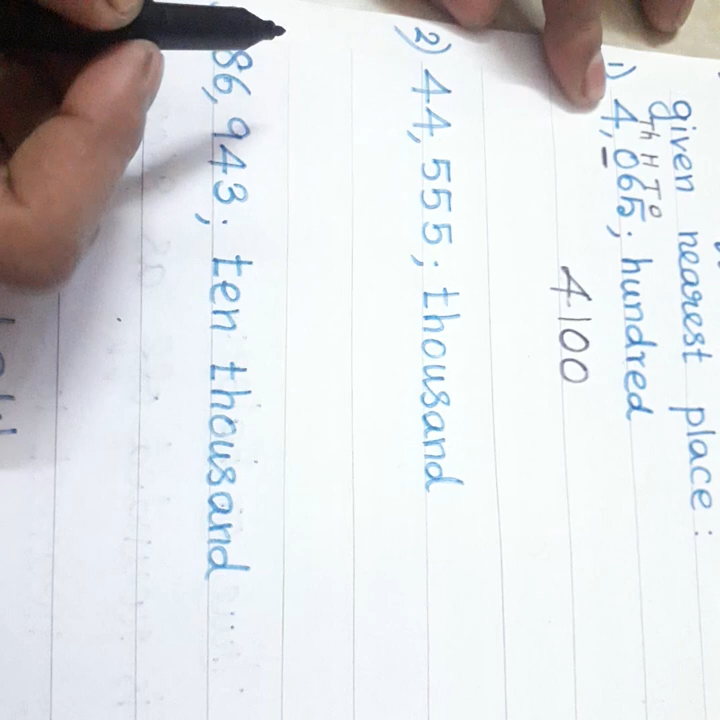 given nearest place :
Th H T O
1) 4,065; hundred
4100
2) 44,555; thousand
86,943; ten thousand